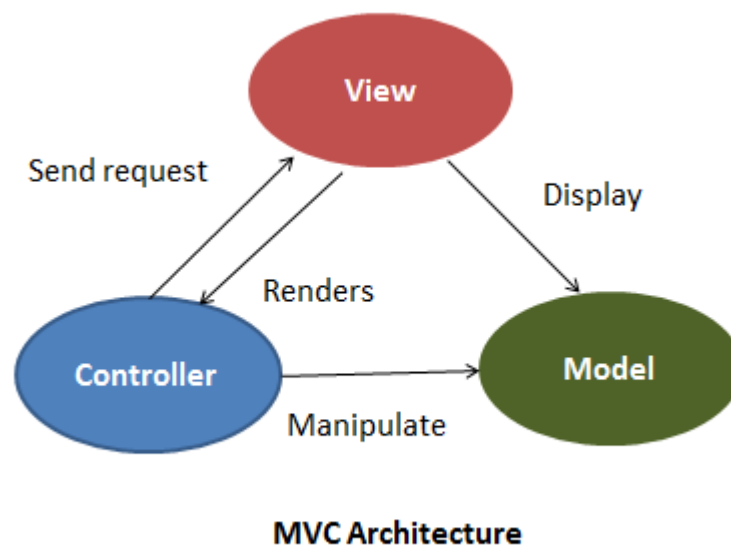 View
Send request
Display
Renders
Controller
Model
Manipulate
MVC Architecture